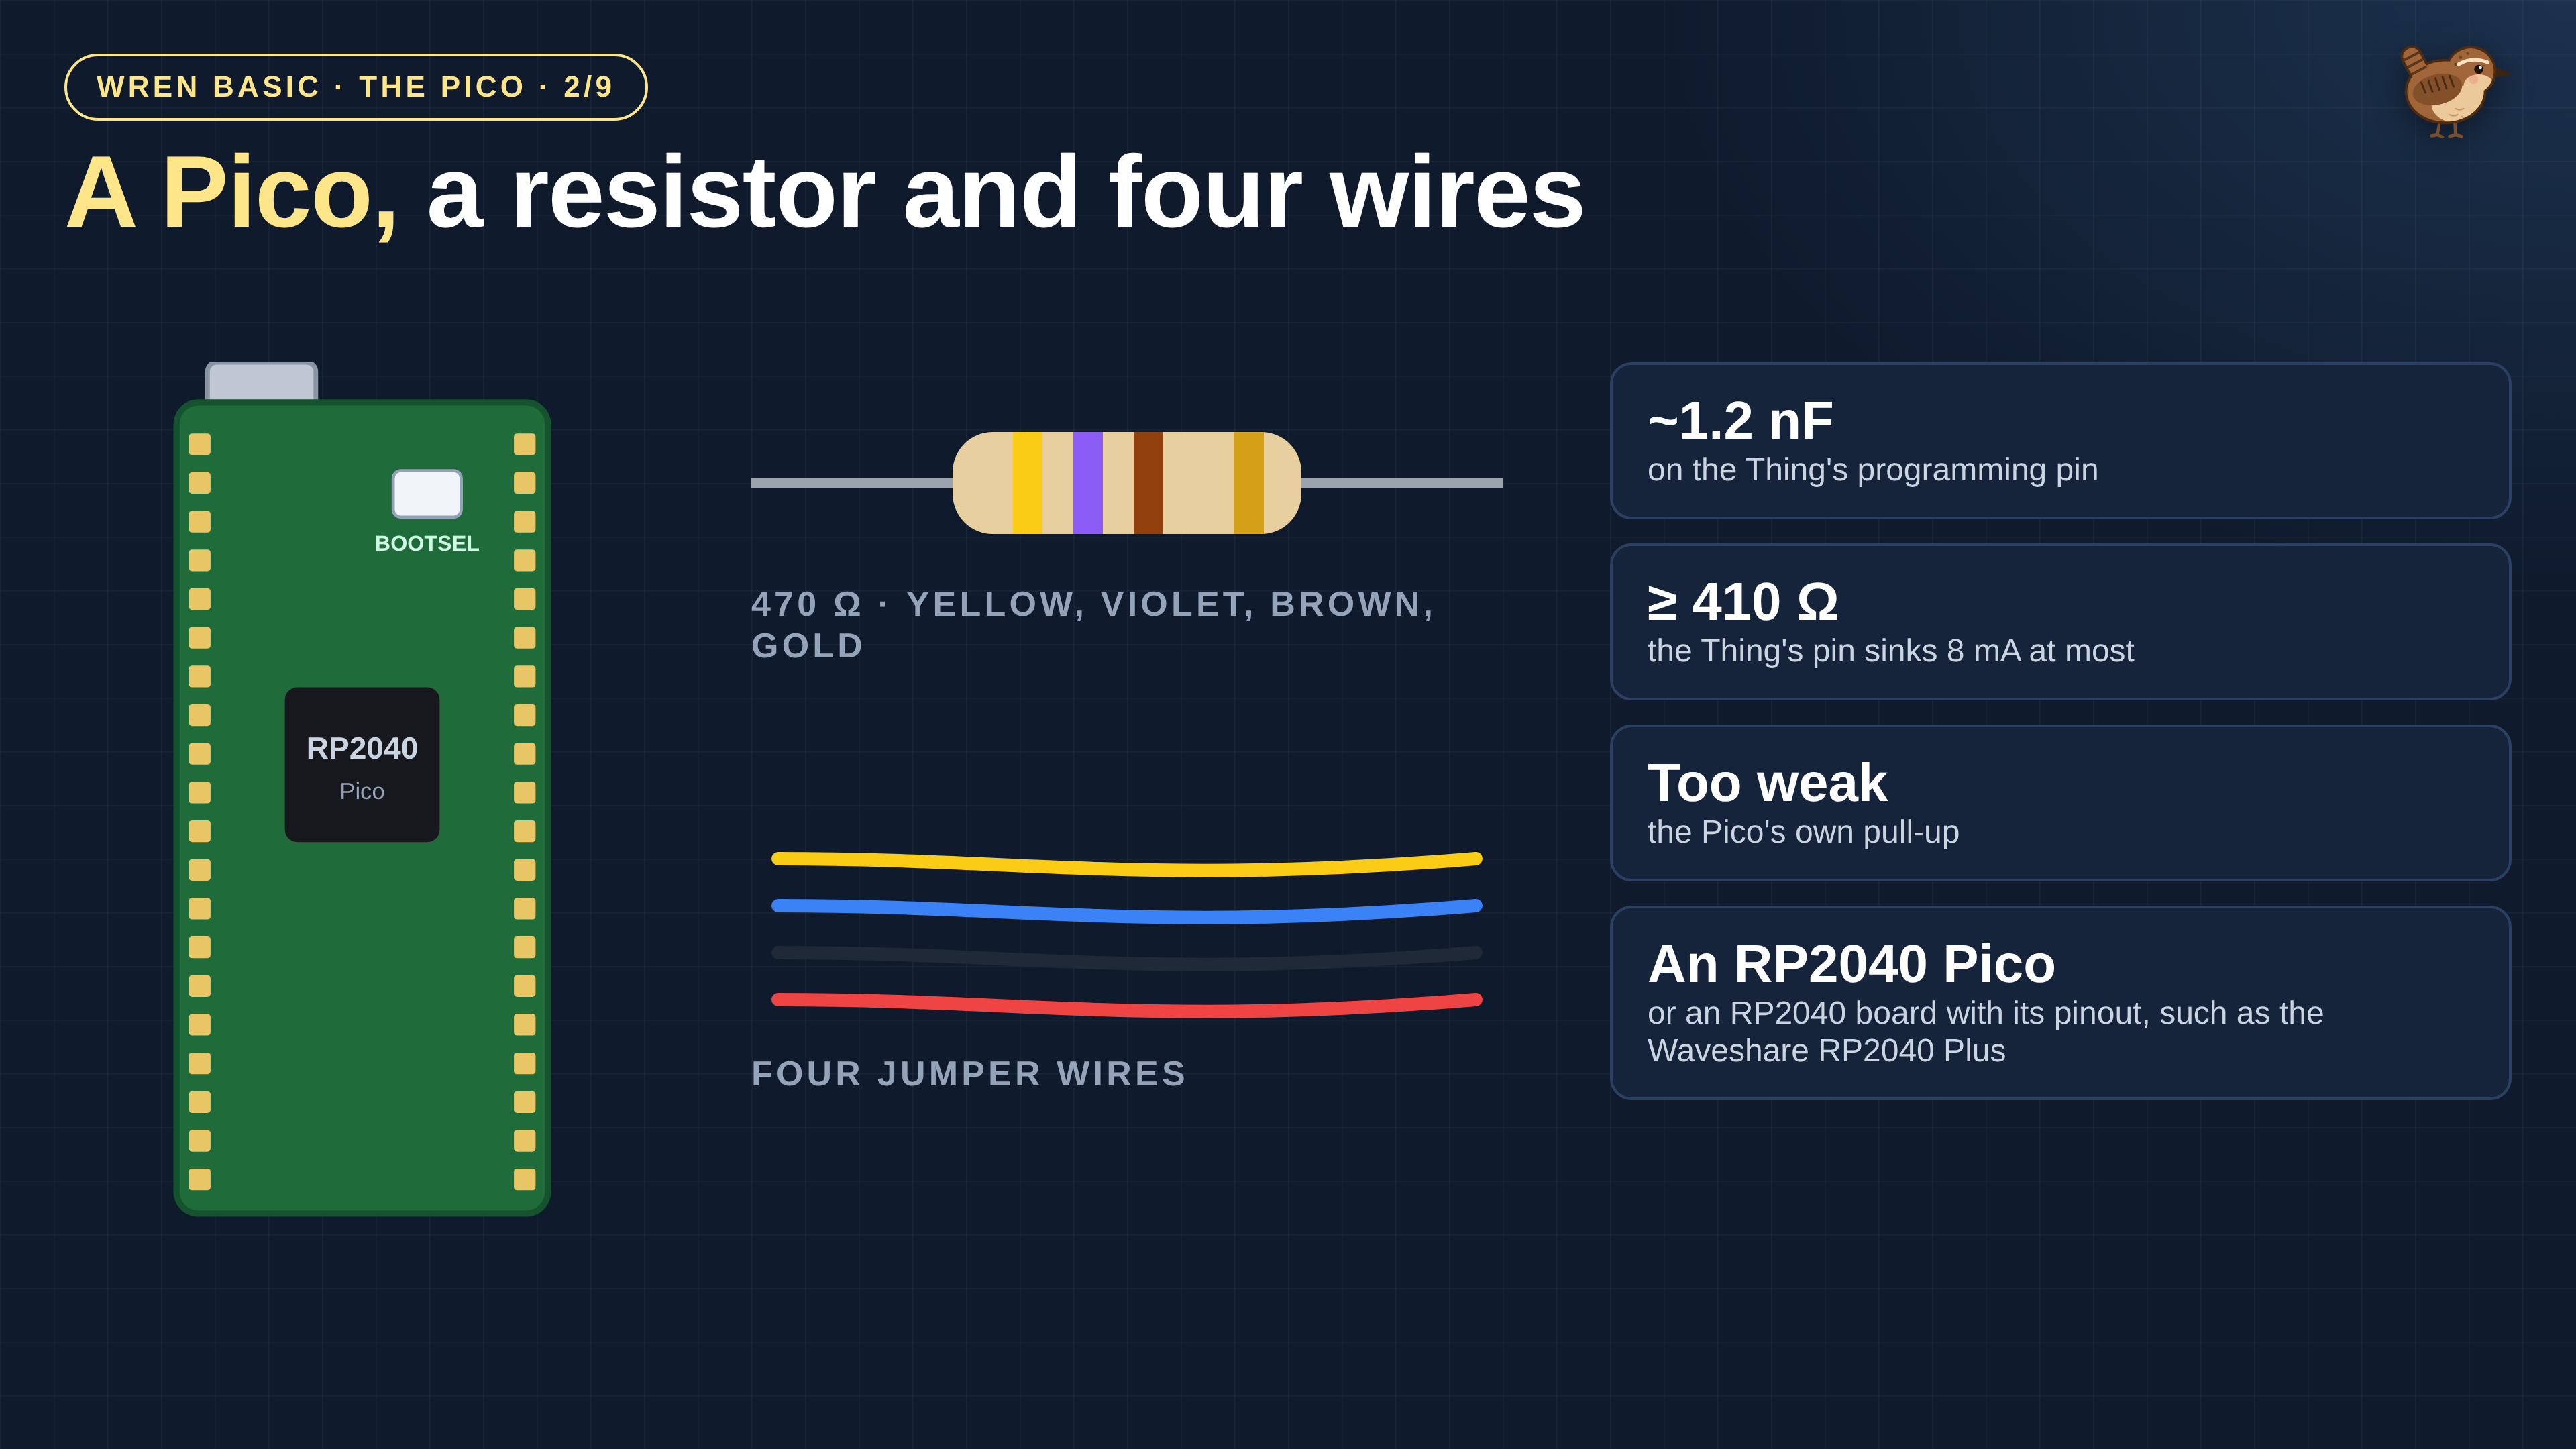 WREN BASIC · THE PICO · 2/9
A Pico, a resistor and four wires
BOOTSEL
RP2040
Pico
470 Ω · YELLOW, VIOLET, BROWN,
GOLD
FOUR JUMPER WIRES
~1.2 nF
on the Thing's programming pin
≥ 410 Ω
the Thing's pin sinks 8 mA at most
Too weak
the Pico's own pull-up
An RP2040 Pico
or an RP2040 board with its pinout, such as the
Waveshare RP2040 Plus